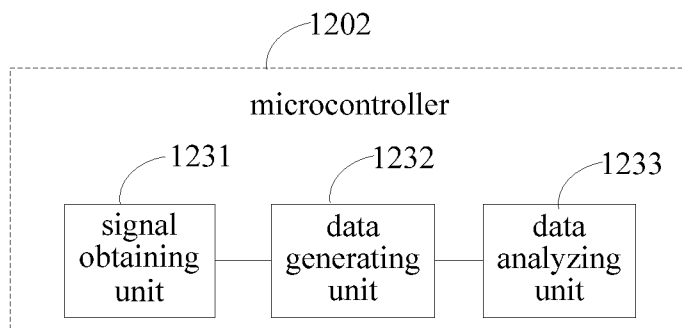 1202
microcontroller
1231
1232
1233
signal
obtaining
unit
data
generating
unit
data
analyzing
unit